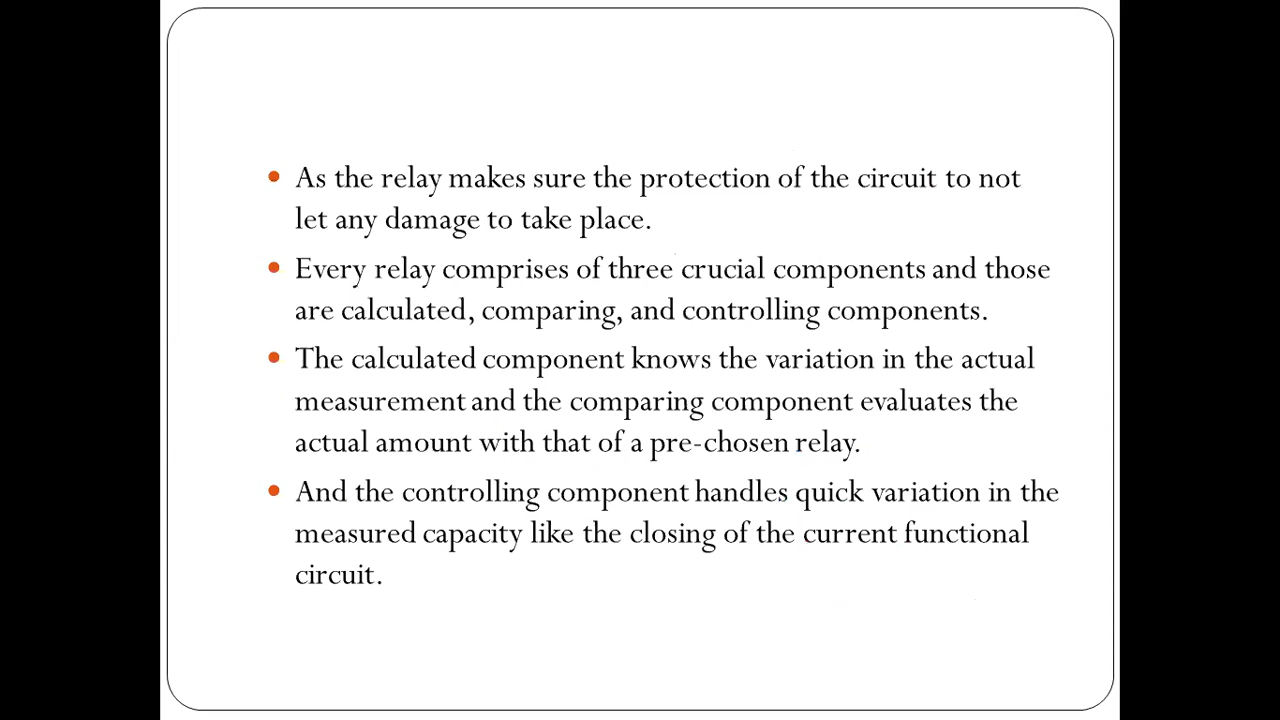 • As the relay makes sure the protection of the circuit to not
let any damage to take place.
• Every relay comprises of three crucial components and those
are calculated, comparing, and controlling components.
• The calculated component knows the variation in the actual
measurement and the comparing component evaluates the
actual amount with that of a pre-chosen relay.
• And the controlling component handles quick variation in the
measured capacity like the closing of the current functional
circuit.